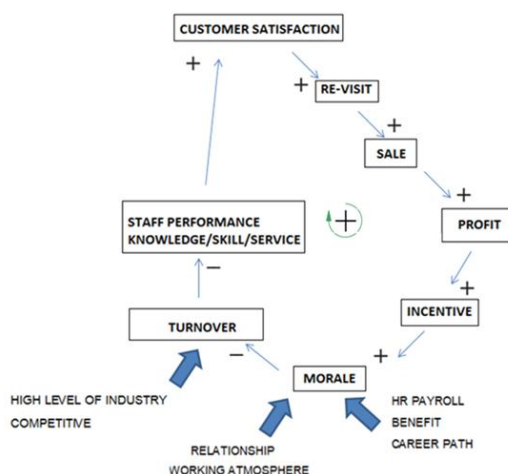 CUSTOMER SATISFACTION
+
+
RE-VISIT
+
SALE
+
STAFF PERFORMANCE
KNOWLEDGE/SKILL/SERVICE
+
PROFIT
−
+
INCENTIVE
TURNOVER
−
+
MORALE
HIGH LEVEL OF INDUSTRY
COMPETITIVE
HR PAYROLL
BENEFIT
CAREER PATH
RELATIONSHIP
WORKING ATMOSPHERE